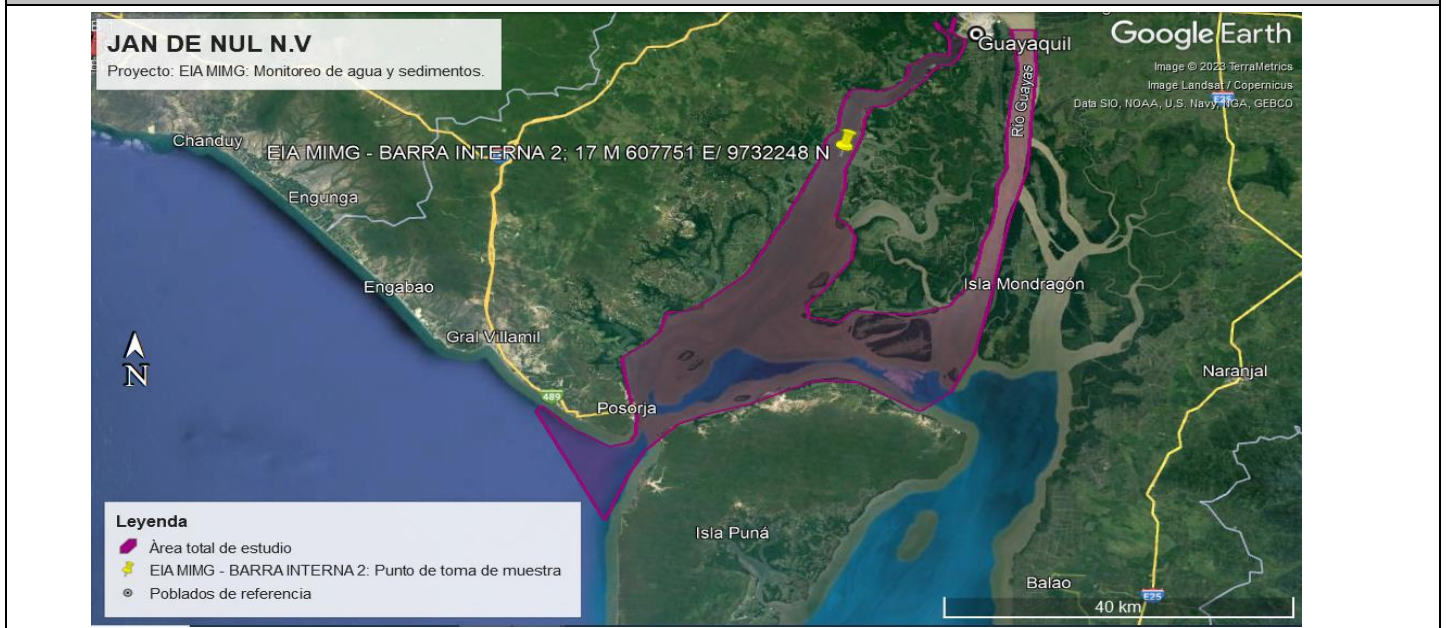 JAN DE NUL N.V
Proyecto: EIA MIMG: Monitoreo de agua y sedimentos.
Google Earth
Image © 2023 TerraMetrics
Image Landsat / Copernicus
Data SIO, NOAA, U.S. Navy, NGA, GEBCO
Guayaquil
E25
Río Guayas
Chanduy
EIA MIMG - BARRA INTERNA 2; 17 M 607751 E/ 9732248 N
Engunga
Engabao
Isla Mondragón
Gral Villamil
N
Naranjal
489
Posorja
Isla Puná
Balao
E25
40 km
Leyenda
Àrea total de estudio
EIA MIMG - BARRA INTERNA 2: Punto de toma de muestra
Poblados de referencia